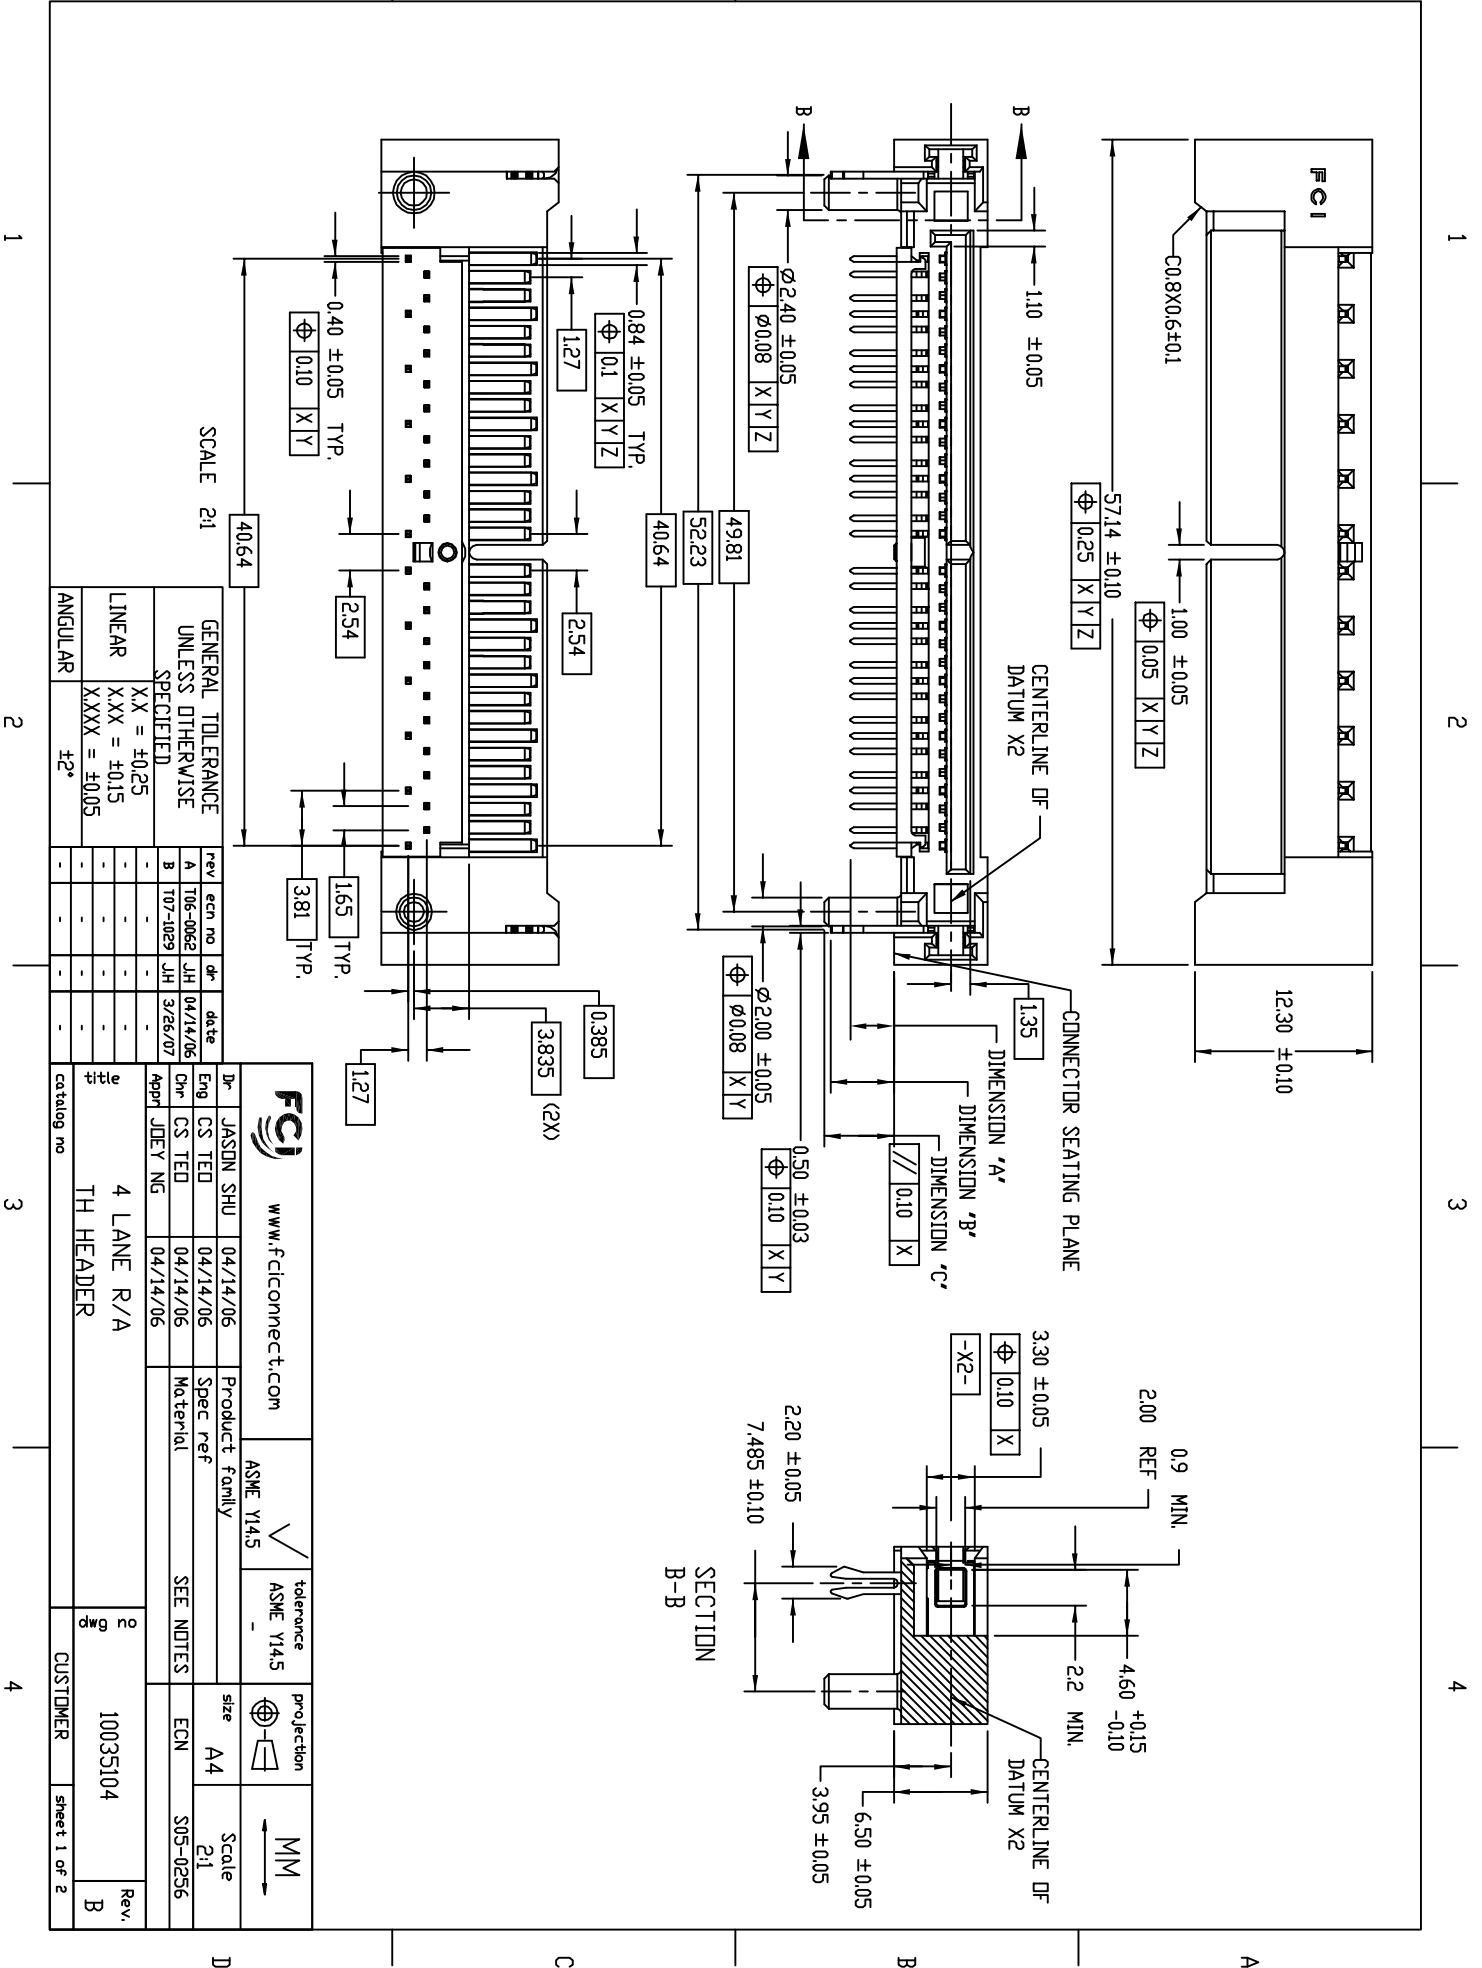 1
2
3
4
FCI
C0.8X0.6±0.1
1.00 ±0.05
⌖ 0.05 X Y Z
57.14 ±0.10
⌖ 0.25 X Y Z
12.30 ±0.10
A
B
B
1.10 ±0.05
Ø2.40 ±0.05
⌖ Ø0.08 X Y Z
49.81
52.23
CENTERLINE OF
DATUM X2
1.35
CONNECTOR SEATING PLANE
DIMENSION 'A'
DIMENSION 'B'
DIMENSION 'C'
// 0.10 X
0.50 ±0.03
⌖ 0.10 X Y
Ø2.00 ±0.05
⌖ Ø0.08 X Y
0.9 MIN.
2.00 REF
3.30 ±0.05
⌖ 0.10 X
-X2-
2.20 ±0.05
7.485 ±0.10
SECTION
B-B
4.60 +0.15
-0.10
2.2 MIN.
CENTERLINE OF
DATUM X2
6.50 ±0.05
3.95 ±0.05
B
40.64
0.84 ±0.05 TYP.
⌖ 0.1 X Y Z
1.27
2.54
0.385
3.835 (2X)
1.27
C
0.40 ±0.05 TYP.
⌖ 0.10 X Y
2.54
1.65 TYP.
3.81 TYP.
40.64
SCALE 2:1
D
GENERAL TOLERANCE
UNLESS OTHERWISE
SPECIFIED
LINEAR
X.X = ±0.25
X.XX = ±0.15
X.XXX = ±0.05
ANGULAR ±2°
rev ecn no dr date
A T06-0062 J.H 04/14/06
B T07-1029 J.H 3/26/07
- - - -
- - - -
- - - -
- - - -
- - - -
FCI www.fciconnect.com
ASME Y14.5
tolerance
ASME Y14.5
-
projection
MM
Dr JASON SHU 04/14/06 Product family
Eng CS TEO 04/14/06 Spec ref
Chr CS TEO 04/14/06 Material SEE NOTES
Appr JOEY NG 04/14/06
size A4
Scale
2:1
ECN S05-0256
title
4 LANE R/A
TH HEADER
dwg no
10035104
Rev.
B
catalog no
CUSTOMER
sheet 1 of 2
1
2
3
4